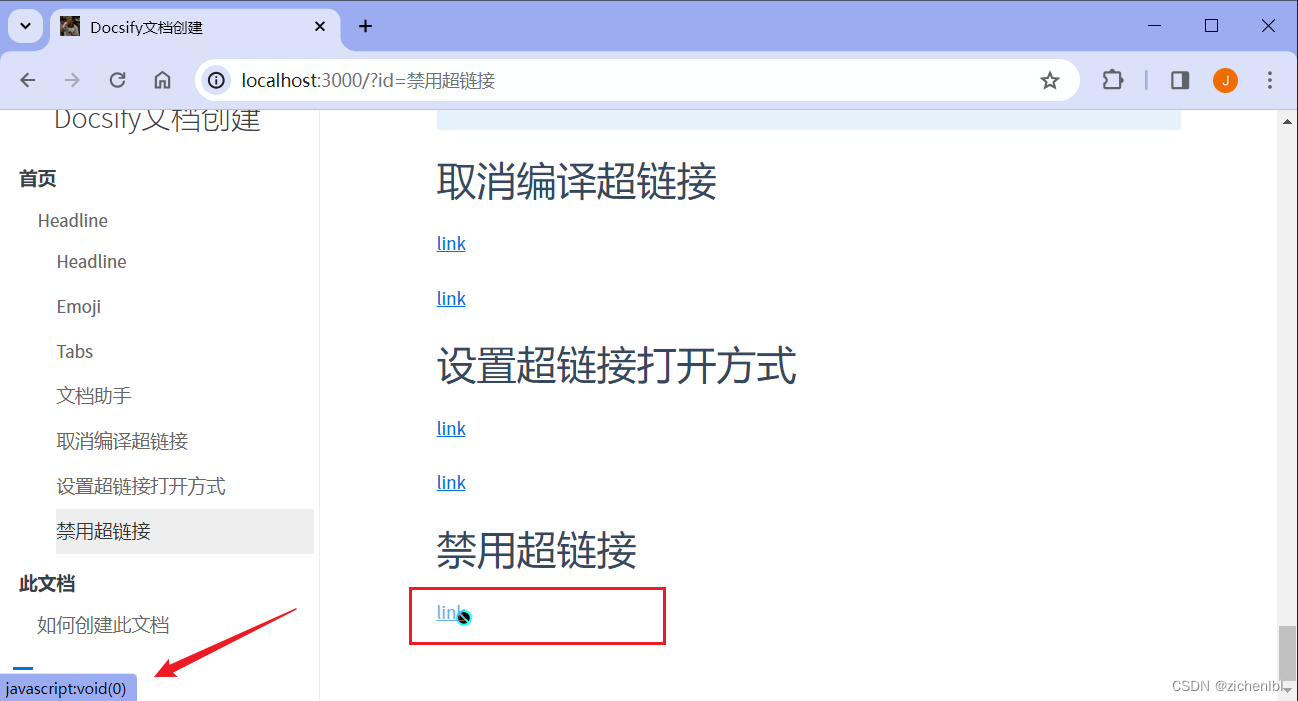 Docsify文档创建
localhost:3000/?id=禁用超链接
J
Docsify文档创建
首页
Headline
Headline
Emoji
Tabs
文档助手
取消编译超链接
设置超链接打开方式
禁用超链接
此文档
如何创建此文档
取消编译超链接
link
link
设置超链接打开方式
link
link
禁用超链接
link
javascript:void(0)
CSDN @zichenlbl